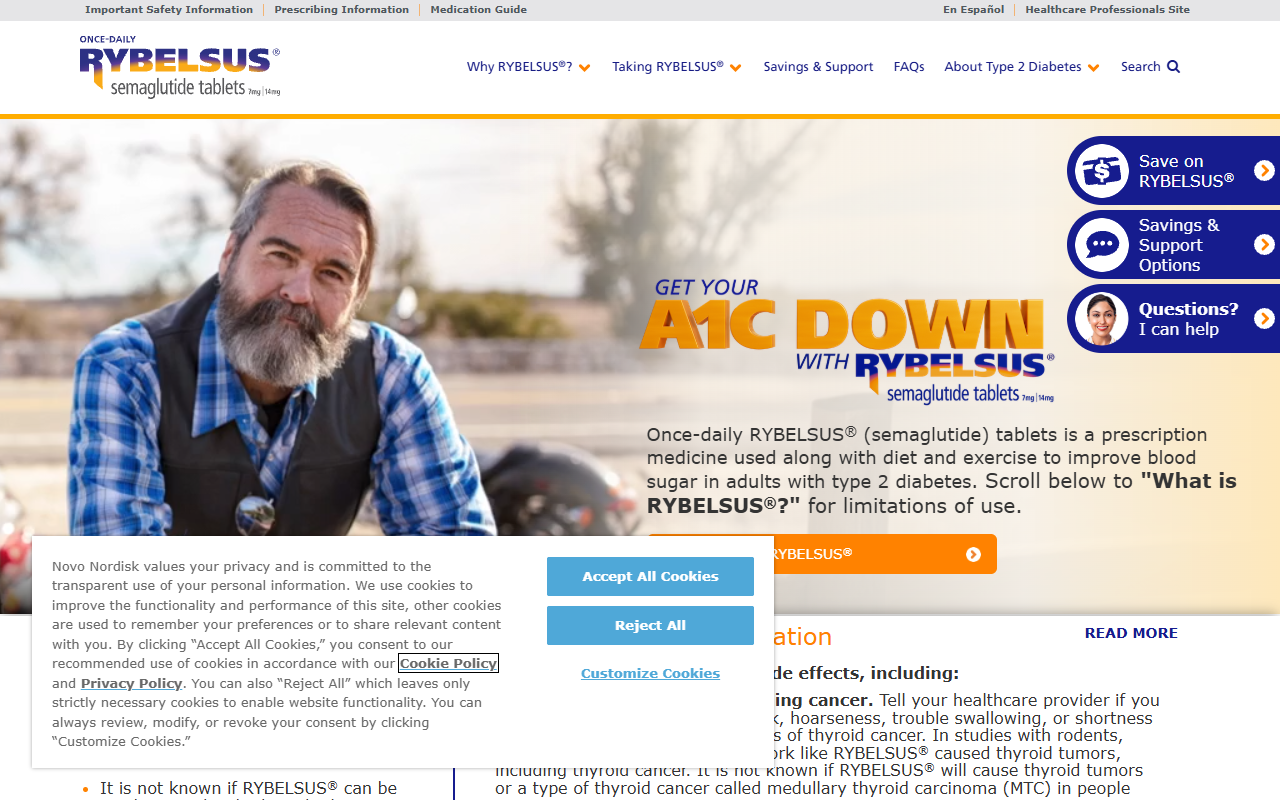 Important Safety Information
Prescribing Information
Medication Guide
En Español
Healthcare Professionals Site
ONCE-DAILY
RYBELSUS®
semaglutide tablets 7mg | 14mg
Why RYBELSUS®?
Taking RYBELSUS®
Savings & Support
FAQs
About Type 2 Diabetes
Search
Save on
RYBELSUS®
Savings &
Support
Options
Questions?
I can help
GET YOUR
A1C DOWN
WITH RYBELSUS®
semaglutide tablets 7mg | 14mg
Once-daily RYBELSUS® (semaglutide) tablets is a prescription
medicine used along with diet and exercise to improve blood
sugar in adults with type 2 diabetes. Scroll below to "What is
RYBELSUS®?" for limitations of use.
RYBELSUS®
Novo Nordisk values your privacy and is committed to the
transparent use of your personal information. We use cookies to
improve the functionality and performance of this site, other cookies
are used to remember your preferences or to share relevant content
with you. By clicking “Accept All Cookies,” you consent to our
recommended use of cookies in accordance with our Cookie Policy
and Privacy Policy. You can also “Reject All” which leaves only
strictly necessary cookies to enable website functionality. You can
always review, modify, or revoke your consent by clicking
“Customize Cookies.”
Accept All Cookies
Reject All
Customize Cookies
READ MORE
effects, including:
cancer. Tell your healthcare provider if you
hoarseness, trouble swallowing, or shortness
of thyroid cancer. In studies with rodents,
like RYBELSUS® caused thyroid tumors,
including thyroid cancer. It is not known if RYBELSUS® will cause thyroid tumors
or a type of thyroid cancer called medullary thyroid carcinoma (MTC) in people
• It is not known if RYBELSUS® can be